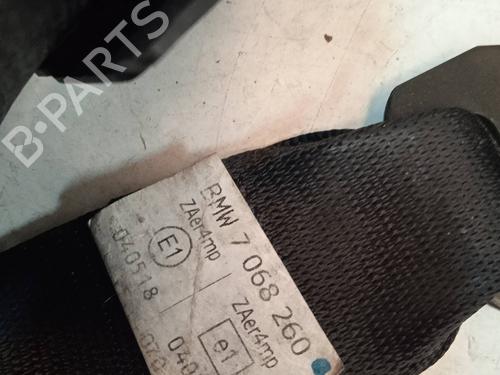 B-PARTS
BMW 7 068 260
ZAer4mp
ZAer4mp
E1
e1
040518
040